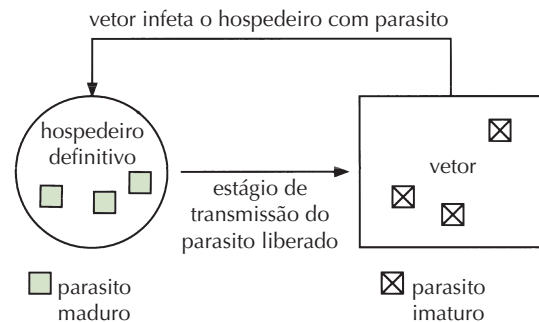 vetor infeta o hospedeiro com parasito
hospedeiro
definitivo
vetor
estágio de
transmissão do
parasito liberado
parasito
maduro
parasito
imaturo